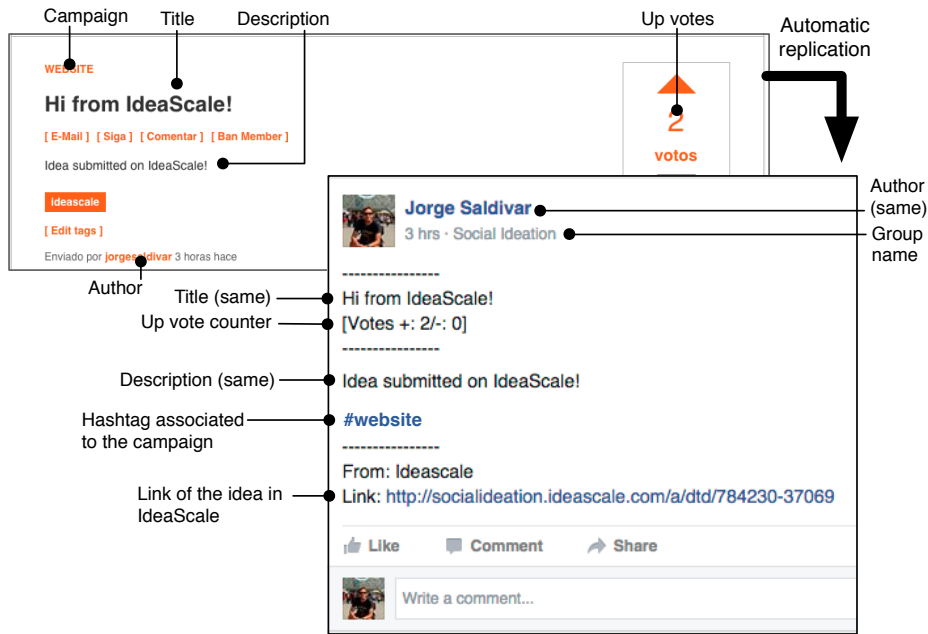 Campaign
Title
Description
Up votes
Automatic
replication
WEBSITE
Hi from IdeaScale!
[ E-Mail ] [ Siga ] [ Comentar ] [ Ban Member ]
Idea submitted on IdeaScale!
2
votos
ideascale
[ Edit tags ]
Enviado por jorgesaldivar 3 horas hace
Author
Jorge Saldivar
3 hrs · Social Ideation
Author
(same)
Group
name
----------------
Title (same)
Hi from IdeaScale!
Up vote counter
[Votes +: 2/-: 0]
----------------
Description (same)
Idea submitted on IdeaScale!
Hashtag associated
to the campaign
#website
----------------
From: Ideascale
Link of the idea in
IdeaScale
Link: http://socialideation.ideascale.com/a/dtd/784230-37069
Like Comment Share
Write a comment...